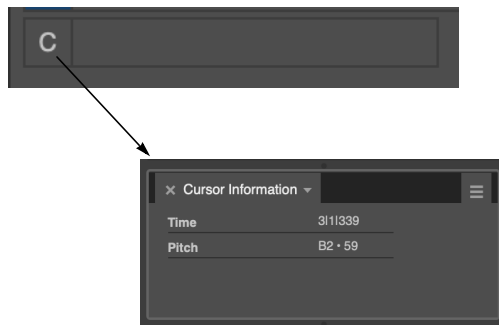 C
× Cursor Information
Time 3|1|339
Pitch B2 • 59